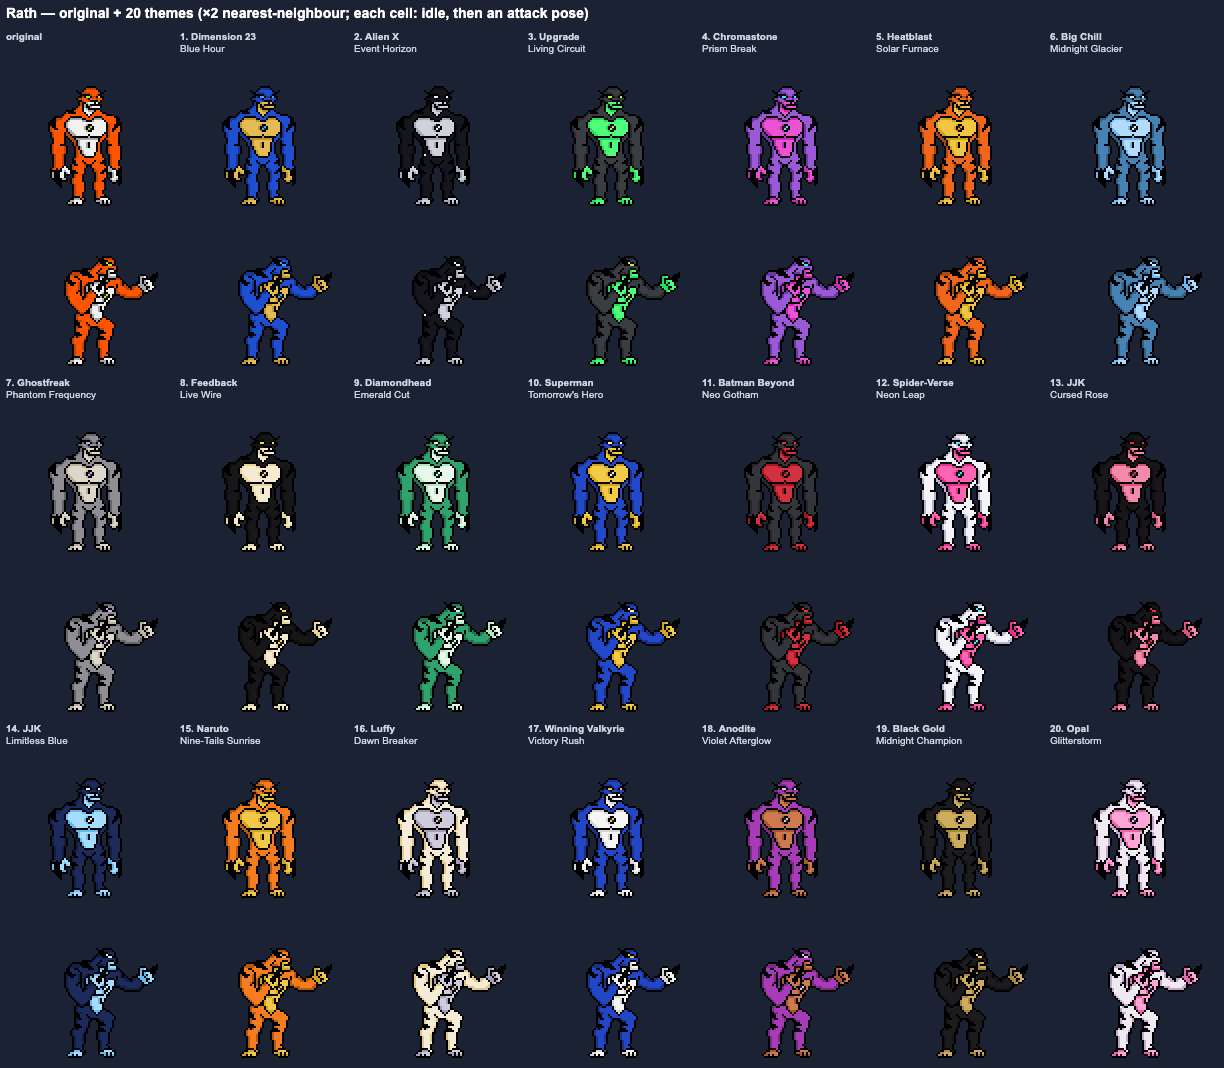 Rath — original + 20 themes (×2 nearest-neighbour; each cell: idle, then an attack pose)
original
1. Dimension 23
Blue Hour
2. Alien X
Event Horizon
3. Upgrade
Living Circuit
4. Chromastone
Prism Break
5. Heatblast
Solar Furnace
6. Big Chill
Midnight Glacier
7. Ghostfreak
Phantom Frequency
8. Feedback
Live Wire
9. Diamondhead
Emerald Cut
10. Superman
Tomorrow's Hero
11. Batman Beyond
Neo Gotham
12. Spider-Verse
Neon Leap
13. JJK
Cursed Rose
14. JJK
Limitless Blue
15. Naruto
Nine-Tails Sunrise
16. Luffy
Dawn Breaker
17. Winning Valkyrie
Victory Rush
18. Anodite
Violet Afterglow
19. Black Gold
Midnight Champion
20. Opal
Glitterstorm